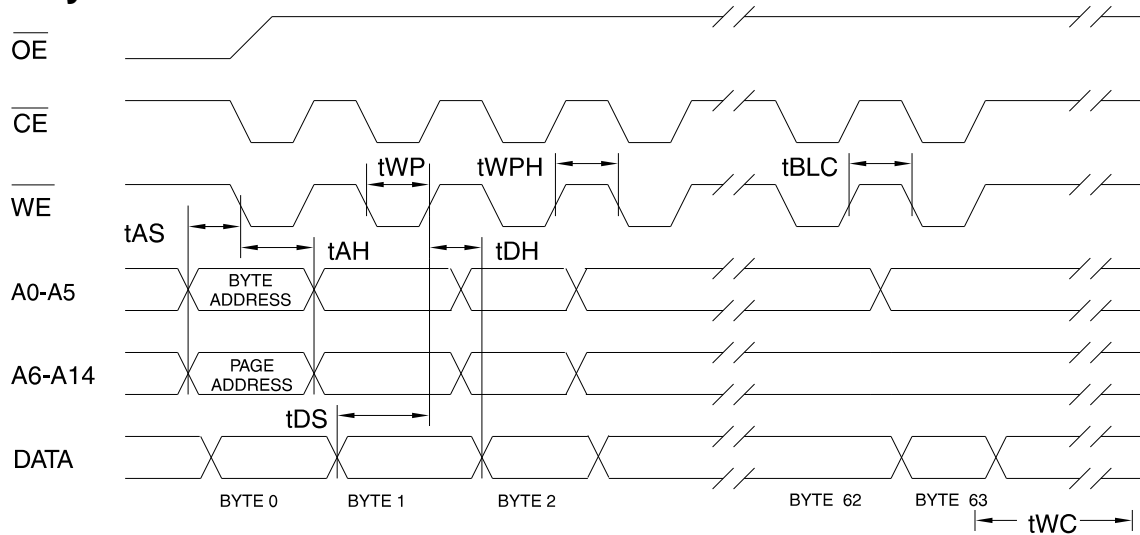 OE
CE
tWP
tWPH
tBLC
WE
tAS
tAH
tDH
A0-A5
BYTE
ADDRESS
A6-A14
PAGE
ADDRESS
tDS
DATA
BYTE 0
BYTE 1
BYTE 2
BYTE 62
BYTE 63
tWC